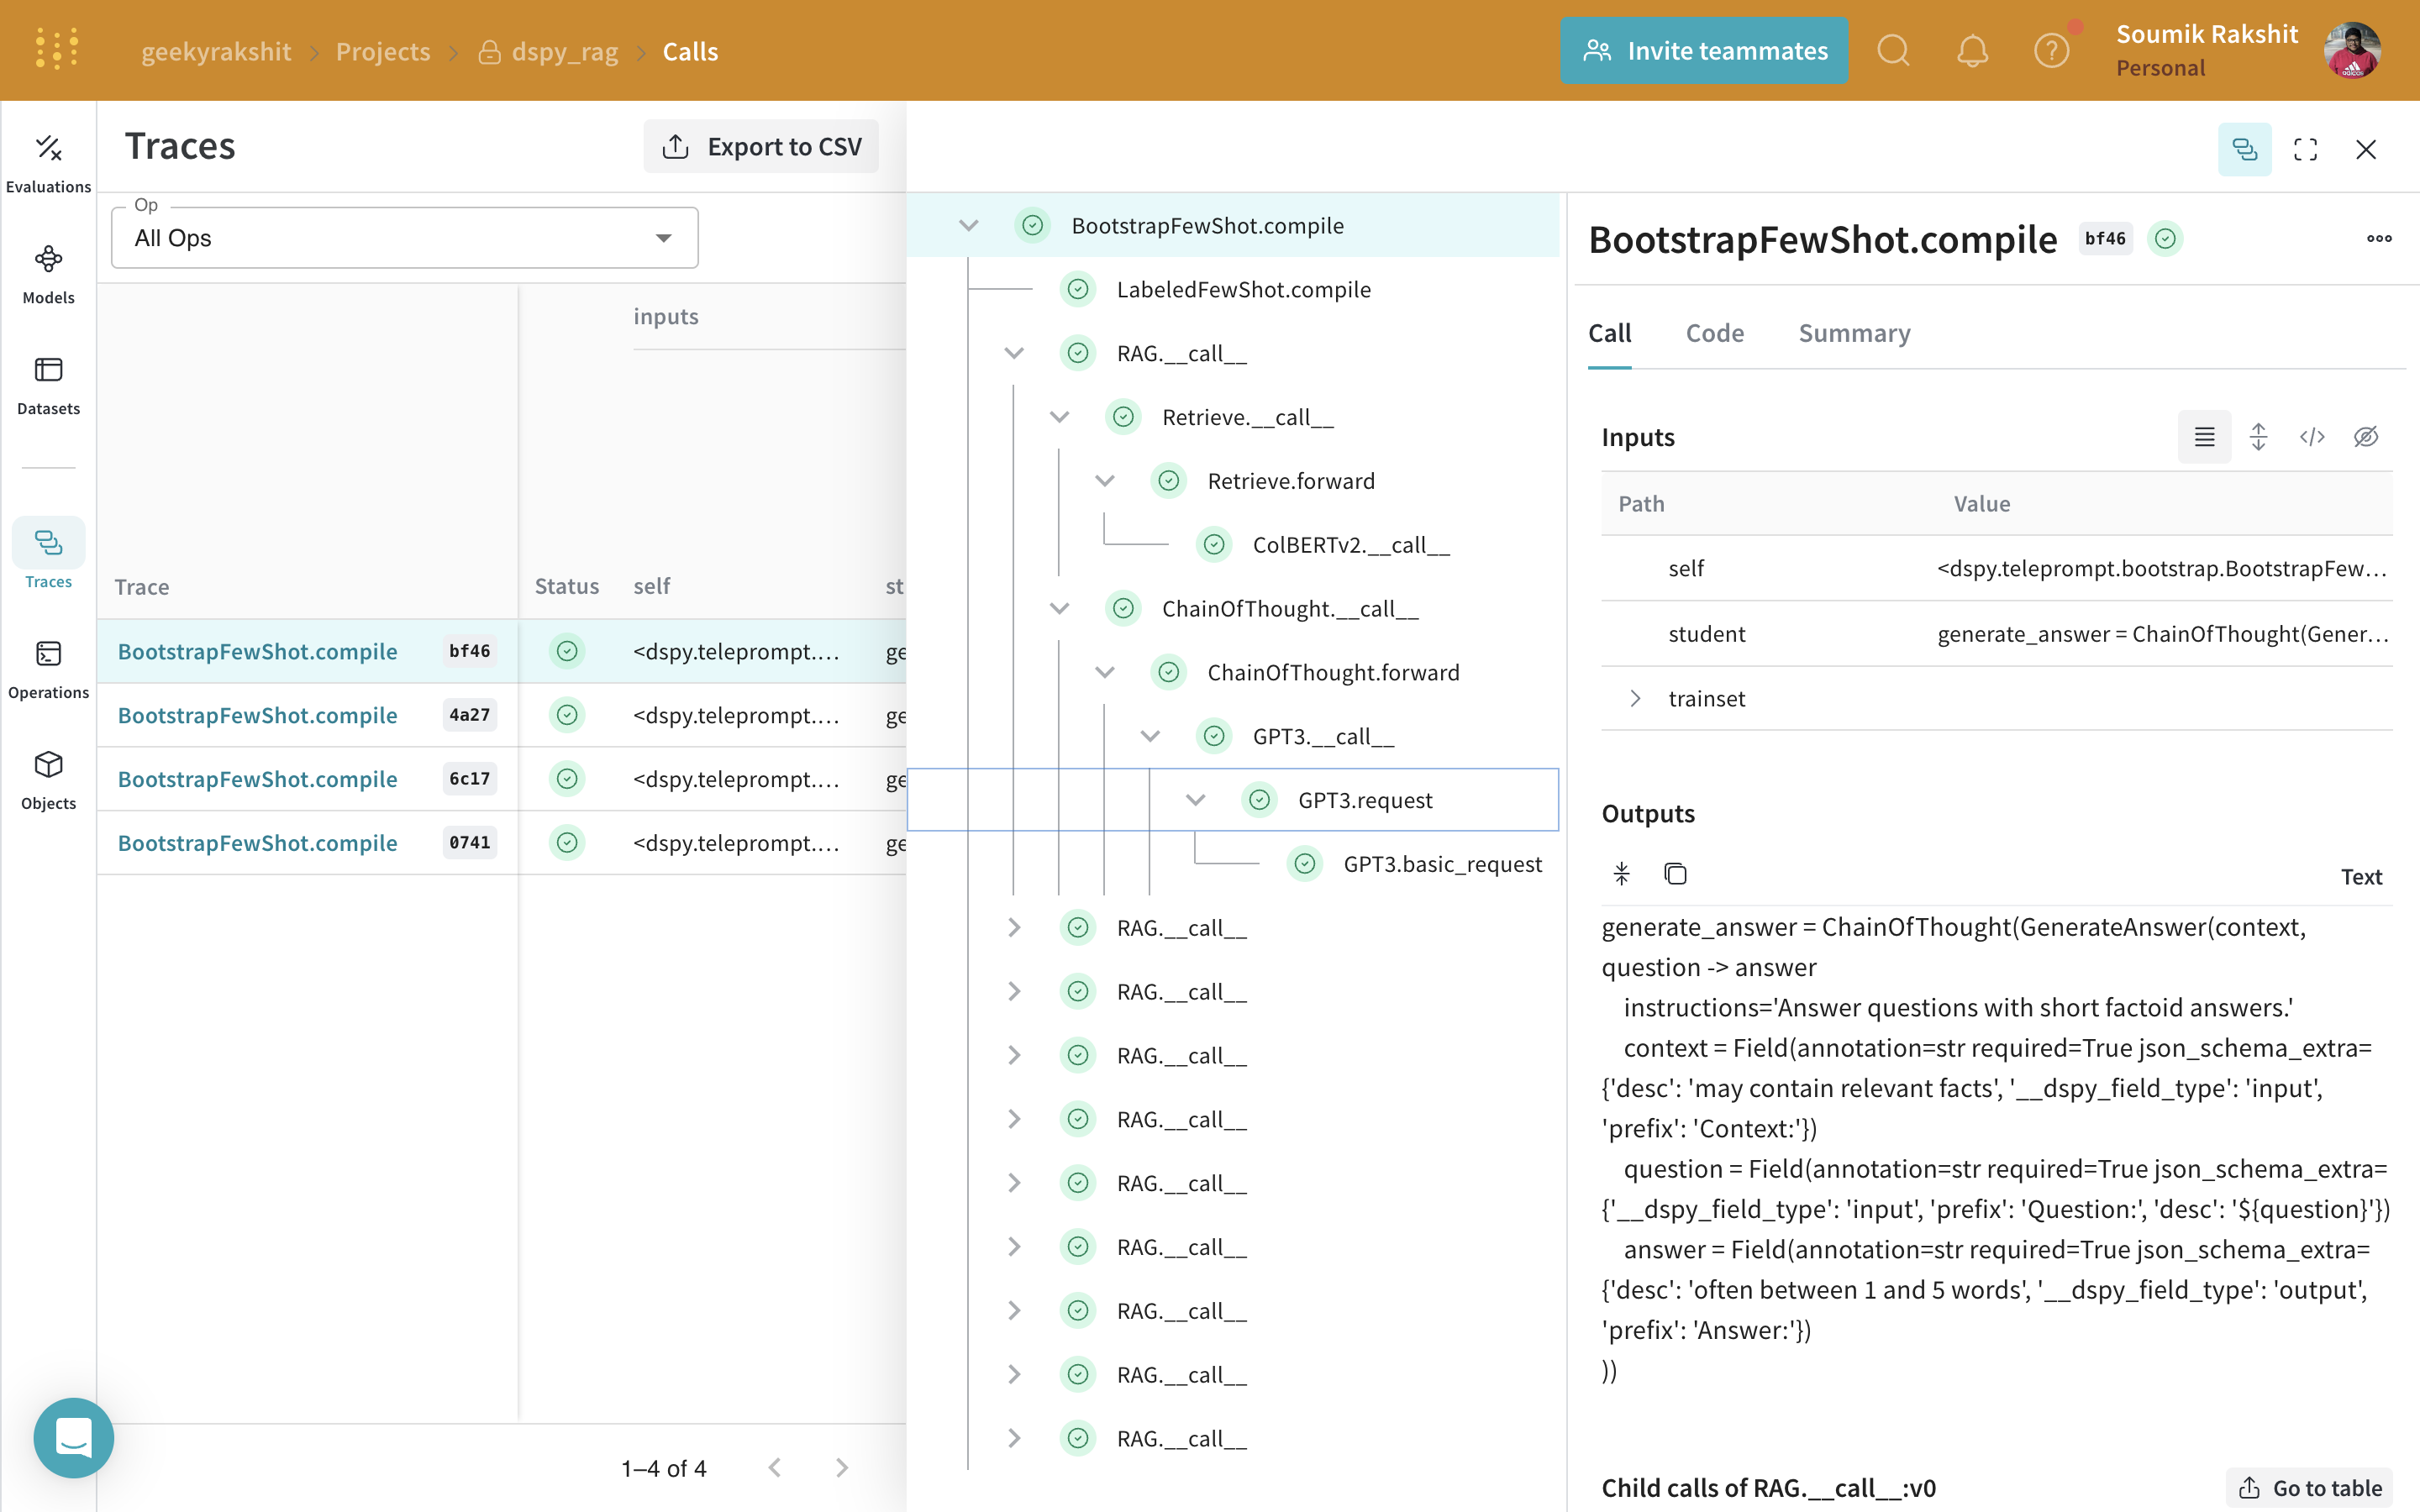 geekyrakshit > Projects > dspy_rag > Calls
Invite teammates
Soumik Rakshit
Personal
Evaluations
Models
Datasets
Traces
Operations
Objects
Traces
Export to CSV
Op
All Ops
inputs
Trace Status self st
BootstrapFewShot.compile bf46 <dspy.teleprompt.... ge
BootstrapFewShot.compile 4a27 <dspy.teleprompt.... ge
BootstrapFewShot.compile 6c17 <dspy.teleprompt.... ge
BootstrapFewShot.compile 0741 <dspy.teleprompt.... ge
1–4 of 4
BootstrapFewShot.compile
LabeledFewShot.compile
RAG.__call__
Retrieve.__call__
Retrieve.forward
ColBERTv2.__call__
ChainOfThought.__call__
ChainOfThought.forward
GPT3.__call__
GPT3.request
GPT3.basic_request
RAG.__call__
RAG.__call__
RAG.__call__
RAG.__call__
RAG.__call__
RAG.__call__
RAG.__call__
RAG.__call__
RAG.__call__
BootstrapFewShot.compile bf46
Call Code Summary
Inputs
Path Value
self <dspy.teleprompt.bootstrap.BootstrapFew...
student generate_answer = ChainOfThought(Gener...
trainset
Outputs
Text
generate_answer = ChainOfThought(GenerateAnswer(context,
question -> answer
instructions='Answer questions with short factoid answers.'
context = Field(annotation=str required=True json_schema_extra=
{'desc': 'may contain relevant facts', '__dspy_field_type': 'input',
'prefix': 'Context:'})
question = Field(annotation=str required=True json_schema_extra=
{'__dspy_field_type': 'input', 'prefix': 'Question:', 'desc': '${question}'})
answer = Field(annotation=str required=True json_schema_extra=
{'desc': 'often between 1 and 5 words', '__dspy_field_type': 'output',
'prefix': 'Answer:'})
))
Child calls of RAG.__call__:v0
Go to table